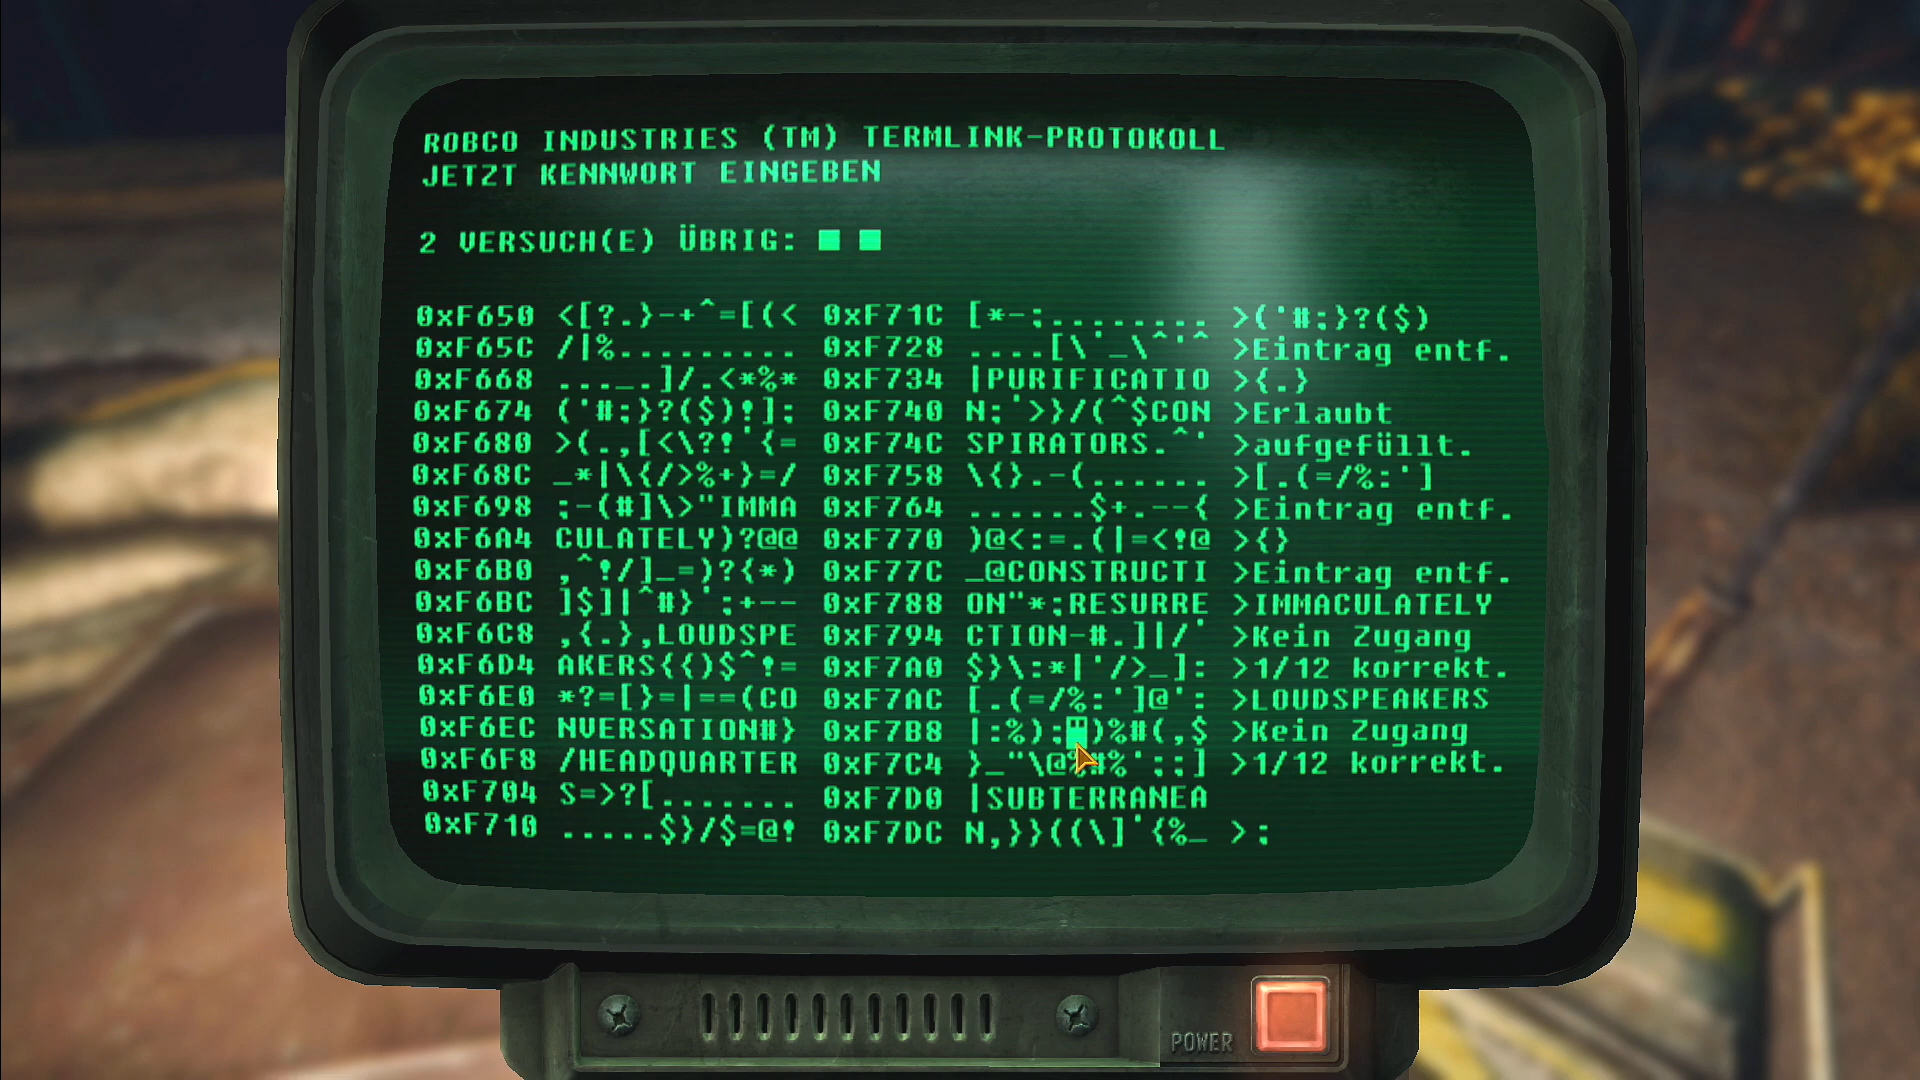 ROBCO INDUSTRIES (TM) TERMLINK-PROTOKOLL
JETZT KENNWORT EINGEBEN
2 VERSUCH(E) ÜBRIG: ■ ■
0xF650 <[?.}-+^=[(< 0xF71C [*-;........ >('#;}?($)
0xF65C /|%......... 0xF728 ....[\'_\^'^ >Eintrag entf.
0xF668 ..._.]/.<*%* 0xF734 |PURIFICATIO >{.}
0xF674 ('#;}?($)!]; 0xF740 N;'>}/(^$CON >Erlaubt
0xF680 >(.,[<\?!'{= 0xF74C SPIRATORS.^' >aufgefüllt.
0xF68C _*|\{/>%+}=/ 0xF758 \{}.-(...... >[.(=/%:']
0xF698 ;-(#]\>"IMMA 0xF764 ......$+.--{ >Eintrag entf.
0xF6A4 CULATELY)?@@ 0xF770 )@<:=.(|=<!@ >{}
0xF6B0 ,^!/]_=)?{*) 0xF77C _@CONSTRUCTI >Eintrag entf.
0xF6BC ]$]|^#}';+-- 0xF788 ON"*;RESURRE >IMMACULATELY
0xF6C8 ,{.},LOUDSPE 0xF794 CTION-#.]|/' >Kein Zugang
0xF6D4 AKERS{{)$^!= 0xF7A0 $}\:*|'/>_]: >1/12 korrekt.
0xF6E0 *?=[}=|==(CO 0xF7AC [.(=/%:']@': >LOUDSPEAKERS
0xF6EC NVERSATION#} 0xF7B8 |:%);")%#(,$ >Kein Zugang
0xF6F8 /HEADQUARTER 0xF7C4 }_"\@%#%';;] >1/12 korrekt.
0xF704 S=>?[....... 0xF7D0 |SUBTERRANEA
0xF710 .....$}/$=@! 0xF7DC N,}}((\]'{%_ >;
POWER